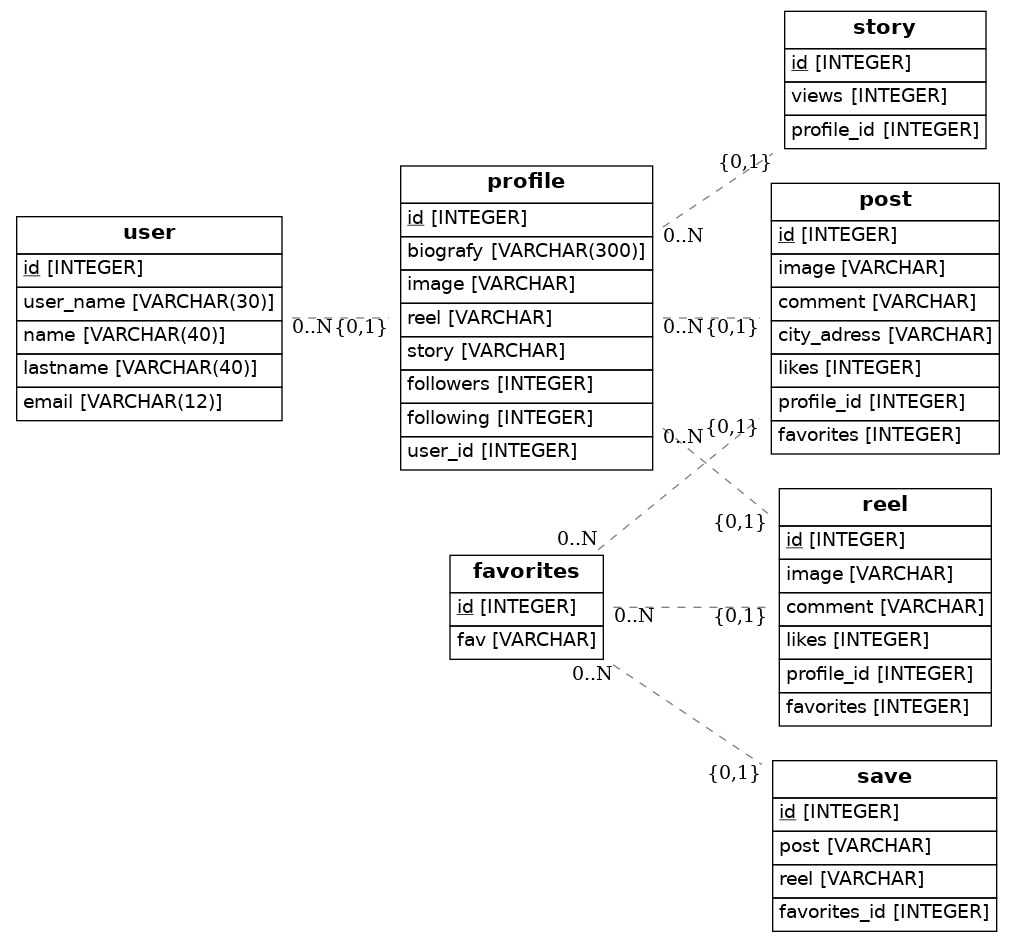 story
id [INTEGER]
views [INTEGER]
profile_id [INTEGER]
{0,1}
0..N
profile
id [INTEGER]
biografy [VARCHAR(300)]
image [VARCHAR]
reel [VARCHAR]
story [VARCHAR]
followers [INTEGER]
following [INTEGER]
user_id [INTEGER]
post
id [INTEGER]
image [VARCHAR]
comment [VARCHAR]
city_adress [VARCHAR]
likes [INTEGER]
profile_id [INTEGER]
favorites [INTEGER]
user
id [INTEGER]
user_name [VARCHAR(30)]
name [VARCHAR(40)]
lastname [VARCHAR(40)]
email [VARCHAR(12)]
0..N{0,1}
0..N{0,1}
0..N
{0,1}
{0,1}
0..N
reel
id [INTEGER]
image [VARCHAR]
comment [VARCHAR]
likes [INTEGER]
profile_id [INTEGER]
favorites [INTEGER]
favorites
id [INTEGER]
fav [VARCHAR]
0..N
{0,1}
0..N
{0,1}
save
id [INTEGER]
post [VARCHAR]
reel [VARCHAR]
favorites_id [INTEGER]